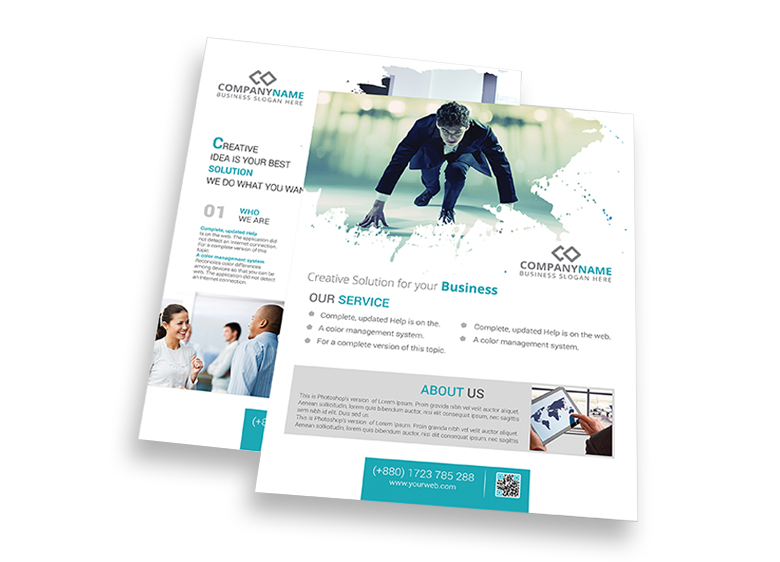 COMPANYNAME
BUSINESS SLOGAN HERE
CREATIVE
IDEA IS YOUR BEST
SOLUTION
WE DO WHAT YOU WAN
01
WHO
WE ARE
Complete, updated Help
is on the web. The application did
not detect an internet connection.
For a complete version of this
topic.
A color management system
Reconciles color differences
among devices so that you can be
web. The application did not detect
an internet connection.
(+8
COMPANYNAME
BUSINESS SLOGAN HERE
Creative Solution for your Business
OUR SERVICE
Complete, updated Help is on the.
A color management system.
For a complete version of this topic.
Complete, updated Help is on the web.
A color management system.
ABOUT US
This is Photoshop's version of Lorem Ipsum. Proin gravida nibh vel velit auctor aliquet.
Aenean sollicitudin, lorem quis bibendum auctor, nisi elit consequat ipsum, nec sagittis
sem nibh id elit. Duis sed us.
This is Photoshop's version of Lorem Ipsum. Proin gravida nibh vel velit auctor aliquet.
Aenean sollicitudin, lorem quis bibendum auctor, nisi elit consequat ipsum, nec sagittis
(+880) 1723 785 288
www.yourweb.com